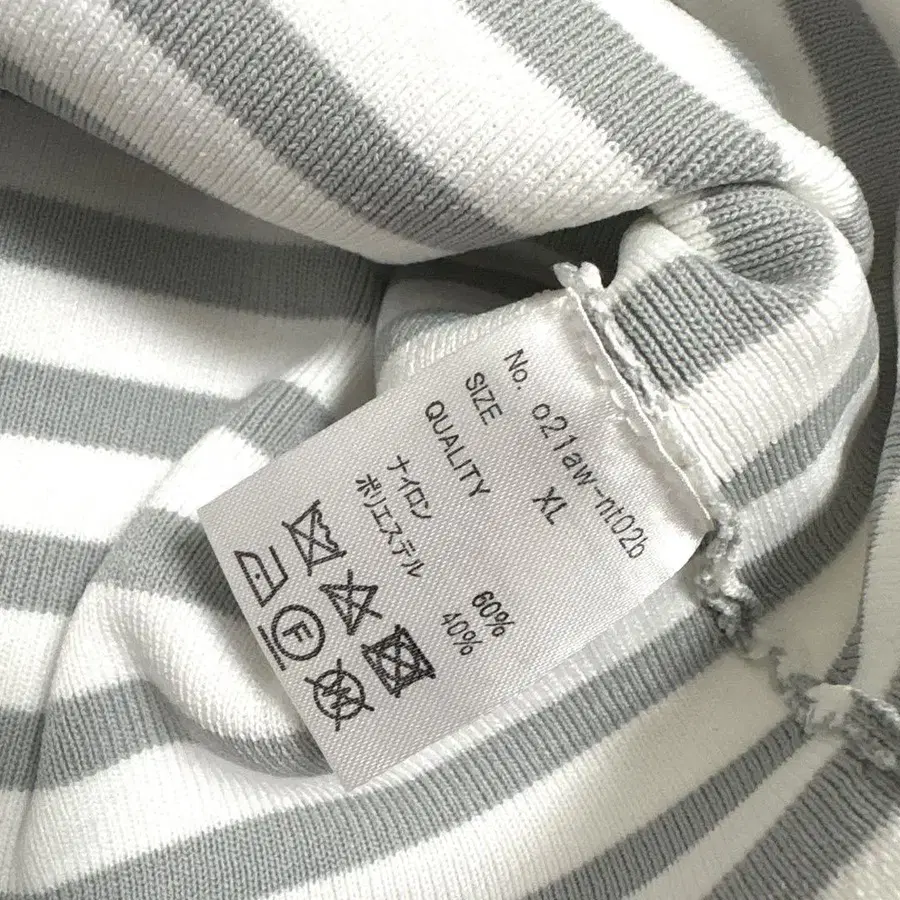 No. o21aw-nt02b
SIZE XL
QUALITY
ナイロン 60%
ポリエステル 40%
F
W